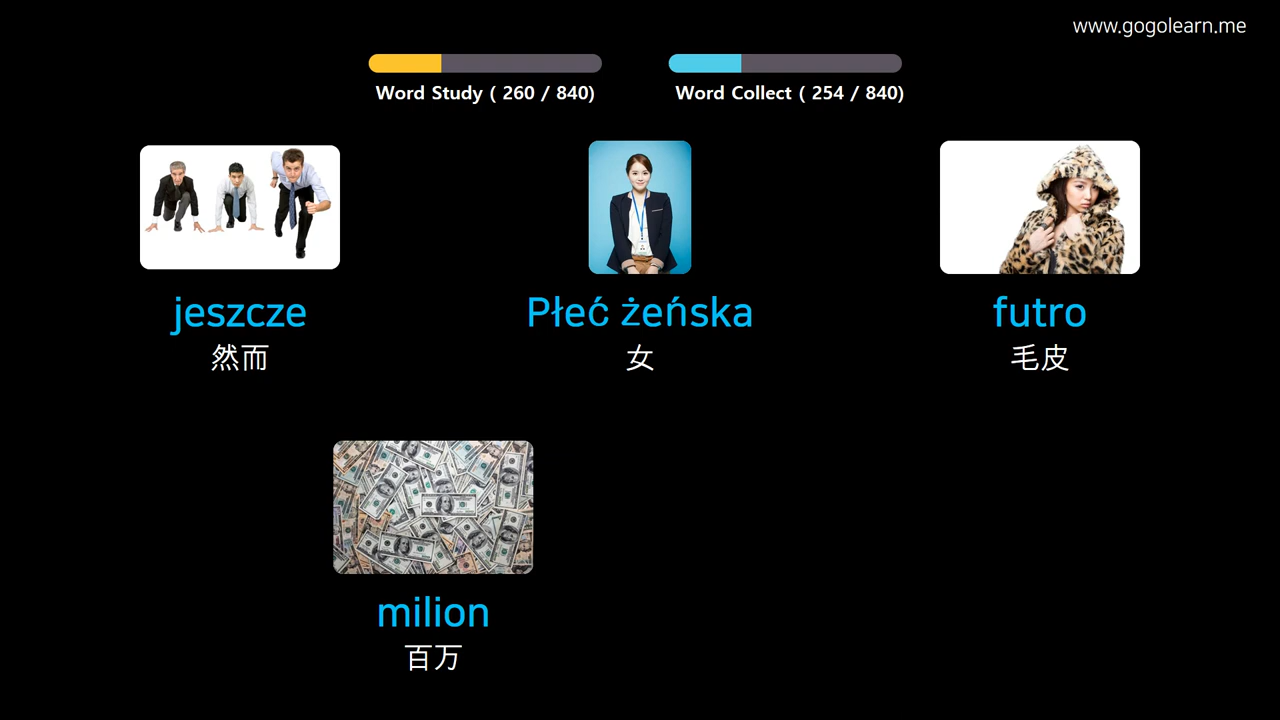 www.gogolearn.me
Word Study ( 260 / 840)
Word Collect ( 254 / 840)
jeszcze
然而
Płeć żeńska
女
futro
毛皮
milion
百万